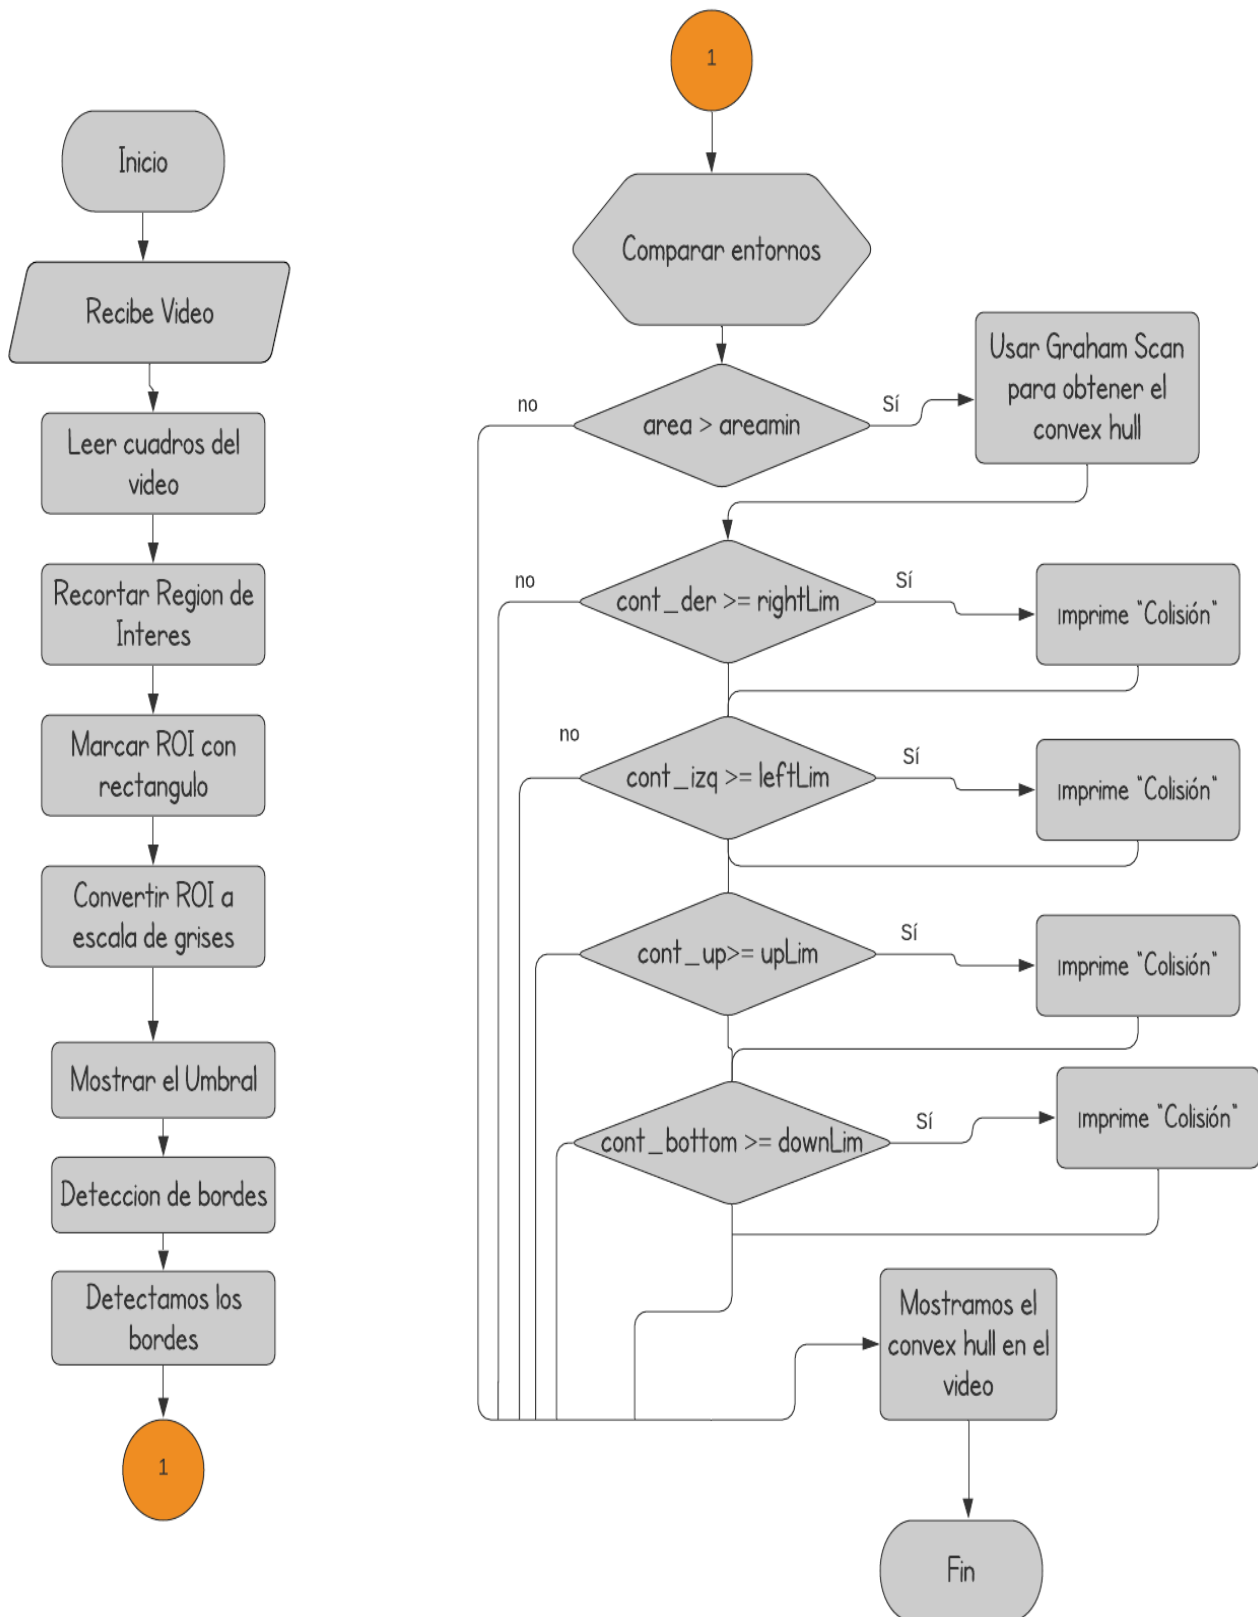 Inicio
Recibe Video
Leer cuadros del
video
Recortar Region de
Interes
Marcar ROI con
rectangulo
Convertir ROI a
escala de grises
Mostrar el Umbral
Deteccion de bordes
Detectamos los
bordes
1
1
Comparar entornos
area > areamin
no
Sí
Usar Graham Scan
para obtener el
convex hull
cont_der >= rightLim
no
Sí
Imprime "Colisión"
cont_izq >= leftLim
no
Sí
Imprime "Colisión"
cont_up>= upLim
Sí
Imprime "Colisión"
cont_bottom >= downLim
Sí
Imprime "Colisión"
Mostramos el
convex hull en el
video
Fin